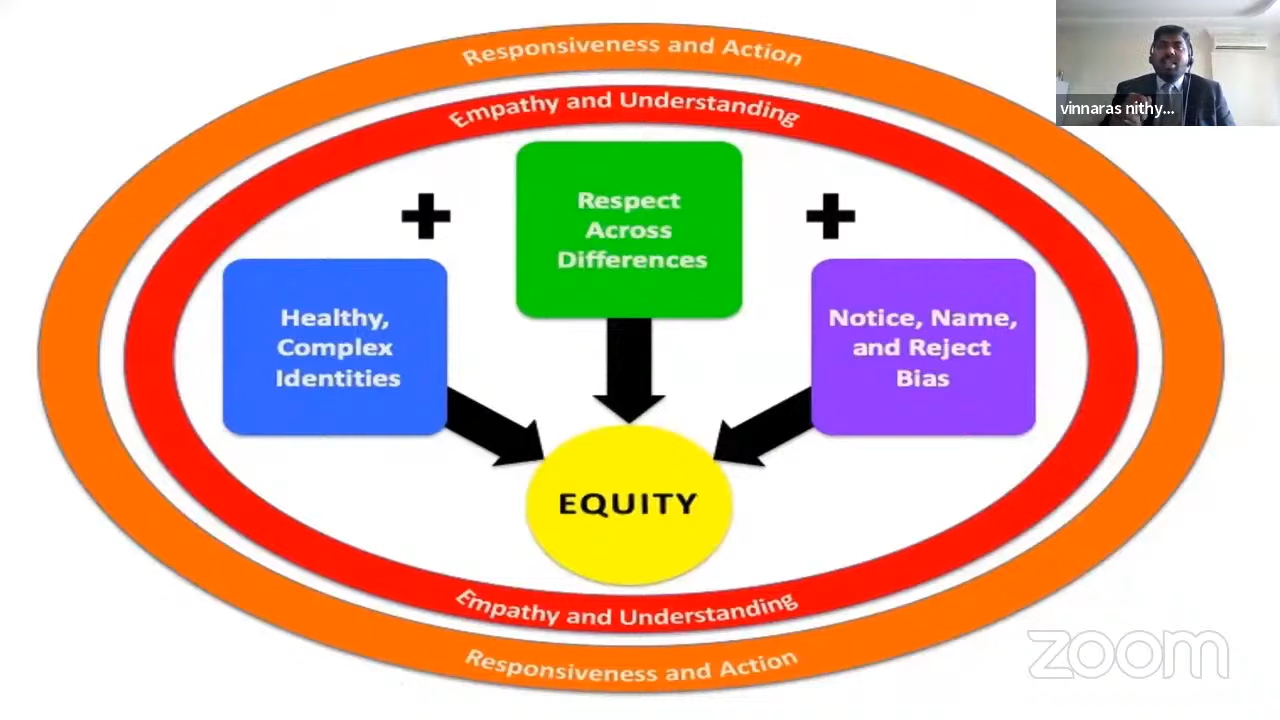 Responsiveness and Action
Empathy and Understanding
vinnaras nithy...
Respect
Across
Differences
Healthy,
Complex
Identities
Notice, Name,
and Reject
Bias
EQUITY
Empathy and Understanding
Responsiveness and Action
zoom